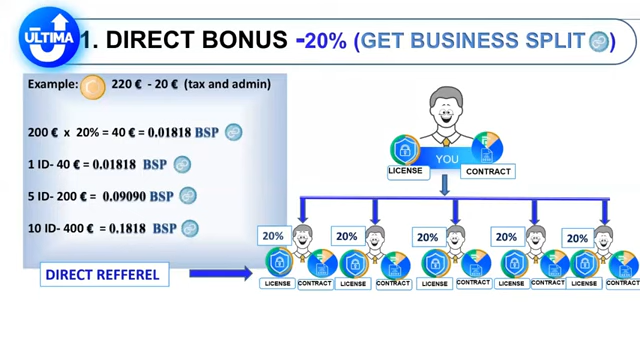 ULTIMA
1. DIRECT BONUS -20% (GET BUSINESS SPLIT )
Example: 220 € - 20 € (tax and admin)
200 € x 20% = 40 € = 0.01818 BSP
1 ID- 40 € = 0.01818 BSP
5 ID- 200 € = 0.09090 BSP
10 ID- 400 € = 0.1818 BSP
DIRECT REFFEREL
YOU
LICENSE CONTRACT
20% 20% 20% 20% 20%
LICENSE CONTRACT LICENSE CONTRACT LICENSE CONTRACT LICENSE CONTRACT LICENSE CONTRACT